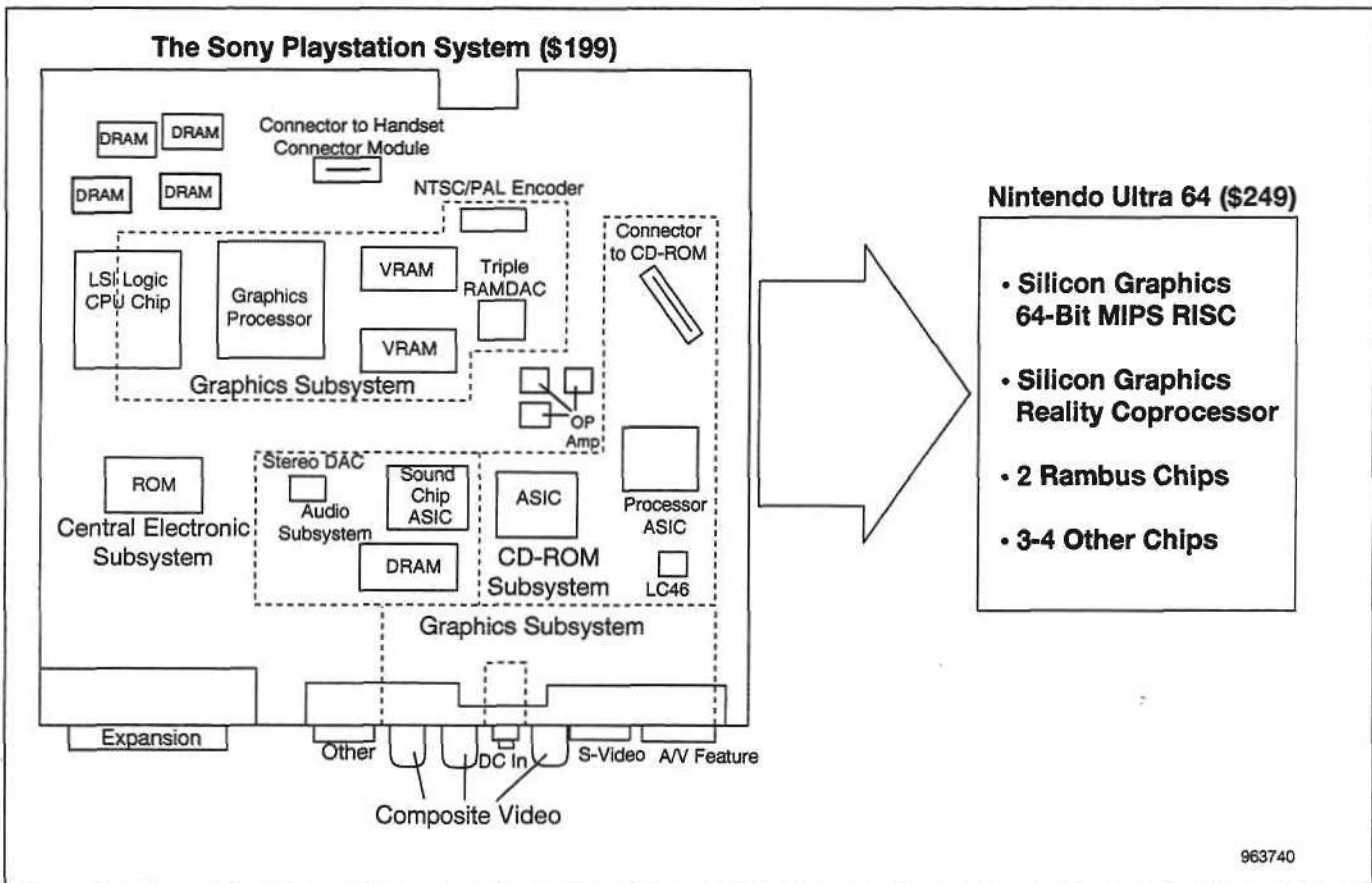 The Sony Playstation System ($199)
DRAM
DRAM
Connector to Handset
Connector Module
DRAM
DRAM
NTSC/PAL Encoder
LSI Logic
CPU Chip
Graphics
Processor
VRAM
VRAM
Triple
RAMDAC
Graphics Subsystem
Connector
to CD-ROM
OP
Amp
ROM
Central Electronic
Subsystem
Stereo DAC
Audio
Subsystem
Sound
Chip
ASIC
DRAM
ASIC
CD-ROM
Subsystem
Processor
ASIC
LC46
Graphics Subsystem
Expansion
Other
DC In
S-Video
A/V Feature
Composite Video
Nintendo Ultra 64 ($249)
• Silicon Graphics
64-Bit MIPS RISC
• Silicon Graphics
Reality Coprocessor
• 2 Rambus Chips
• 3-4 Other Chips
963740